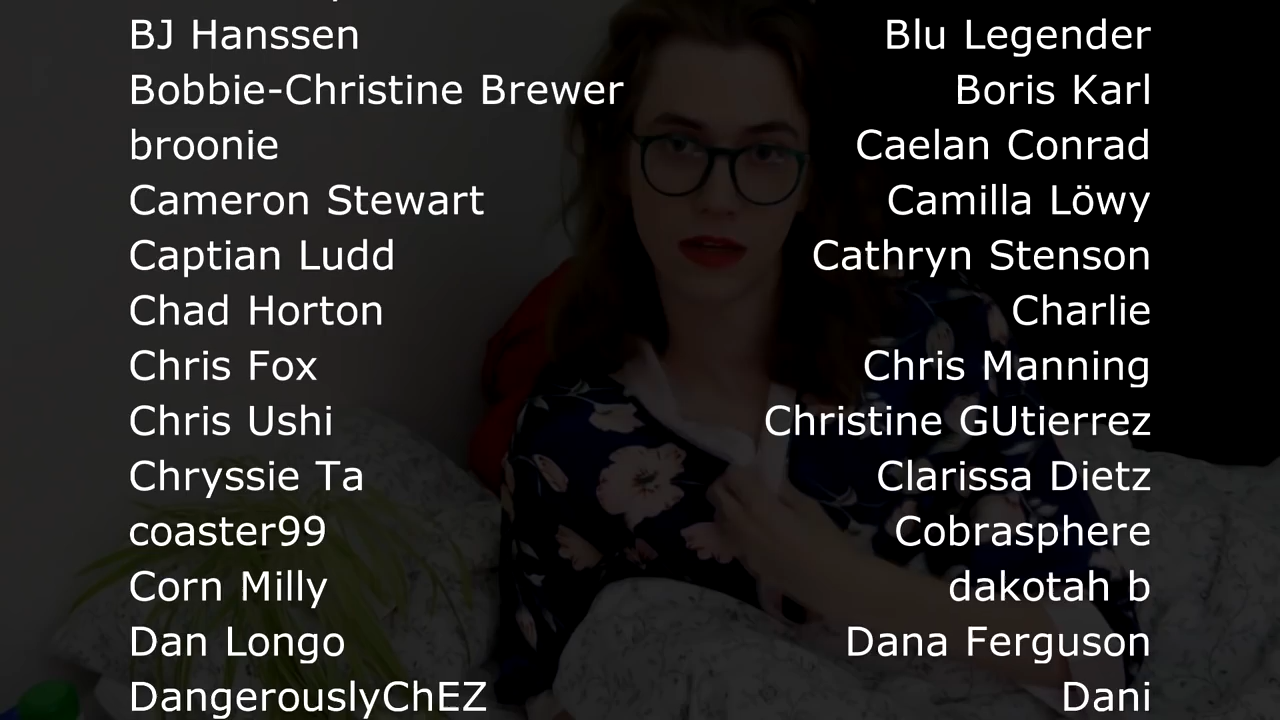 BJ Hanssen Blu Legender
Bobbie-Christine Brewer Boris Karl
broonie Caelan Conrad
Cameron Stewart Camilla Löwy
Captian Ludd Cathryn Stenson
Chad Horton Charlie
Chris Fox Chris Manning
Chris Ushi Christine GUtierrez
Chryssie Ta Clarissa Dietz
coaster99 Cobrasphere
Corn Milly dakotah b
Dan Longo Dana Ferguson
DangerouslyChEZ Dani